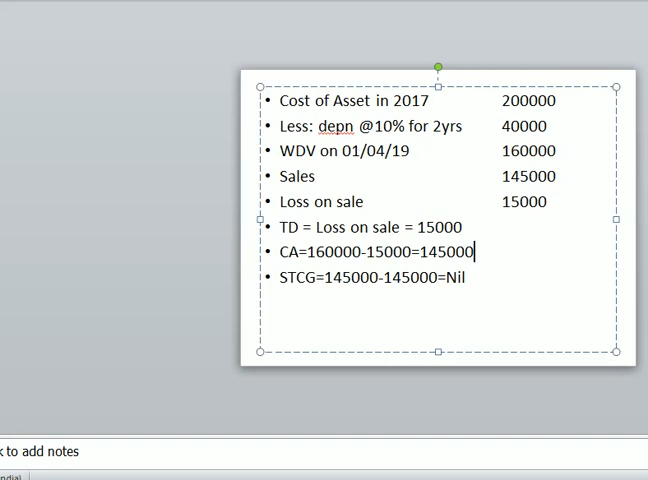 • Cost of Asset in 2017 200000
• Less: depn @10% for 2yrs 40000
• WDV on 01/04/19 160000
• Sales 145000
• Loss on sale 15000
• TD = Loss on sale = 15000
• CA=160000-15000=145000
• STCG=145000-145000=Nil
k to add notes